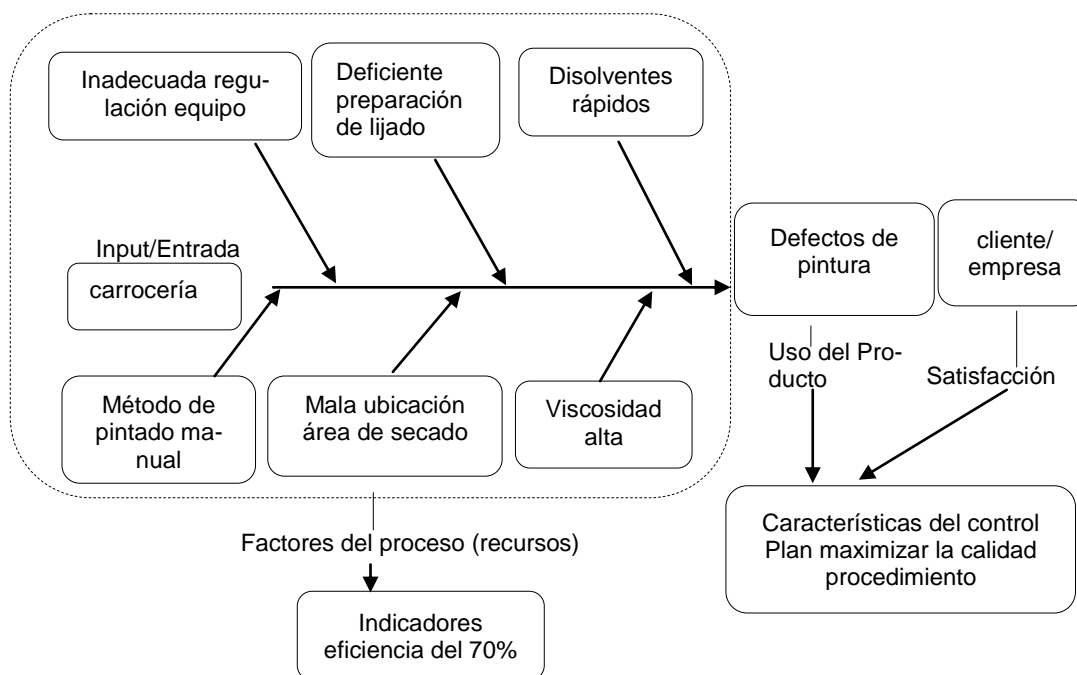 Inadecuada regu-
lación equipo
Deficiente
preparación
de lijado
Disolventes
rápidos
Input/Entrada
carrocería
Defectos de
pintura
cliente/
empresa
Método de
pintado ma-
nual
Mala ubicación
área de secado
Viscosidad
alta
Uso del Pro-
ducto
Satisfacción
Factores del proceso (recursos)
Características del control
Plan maximizar la calidad
procedimiento
Indicadores
eficiencia del 70%